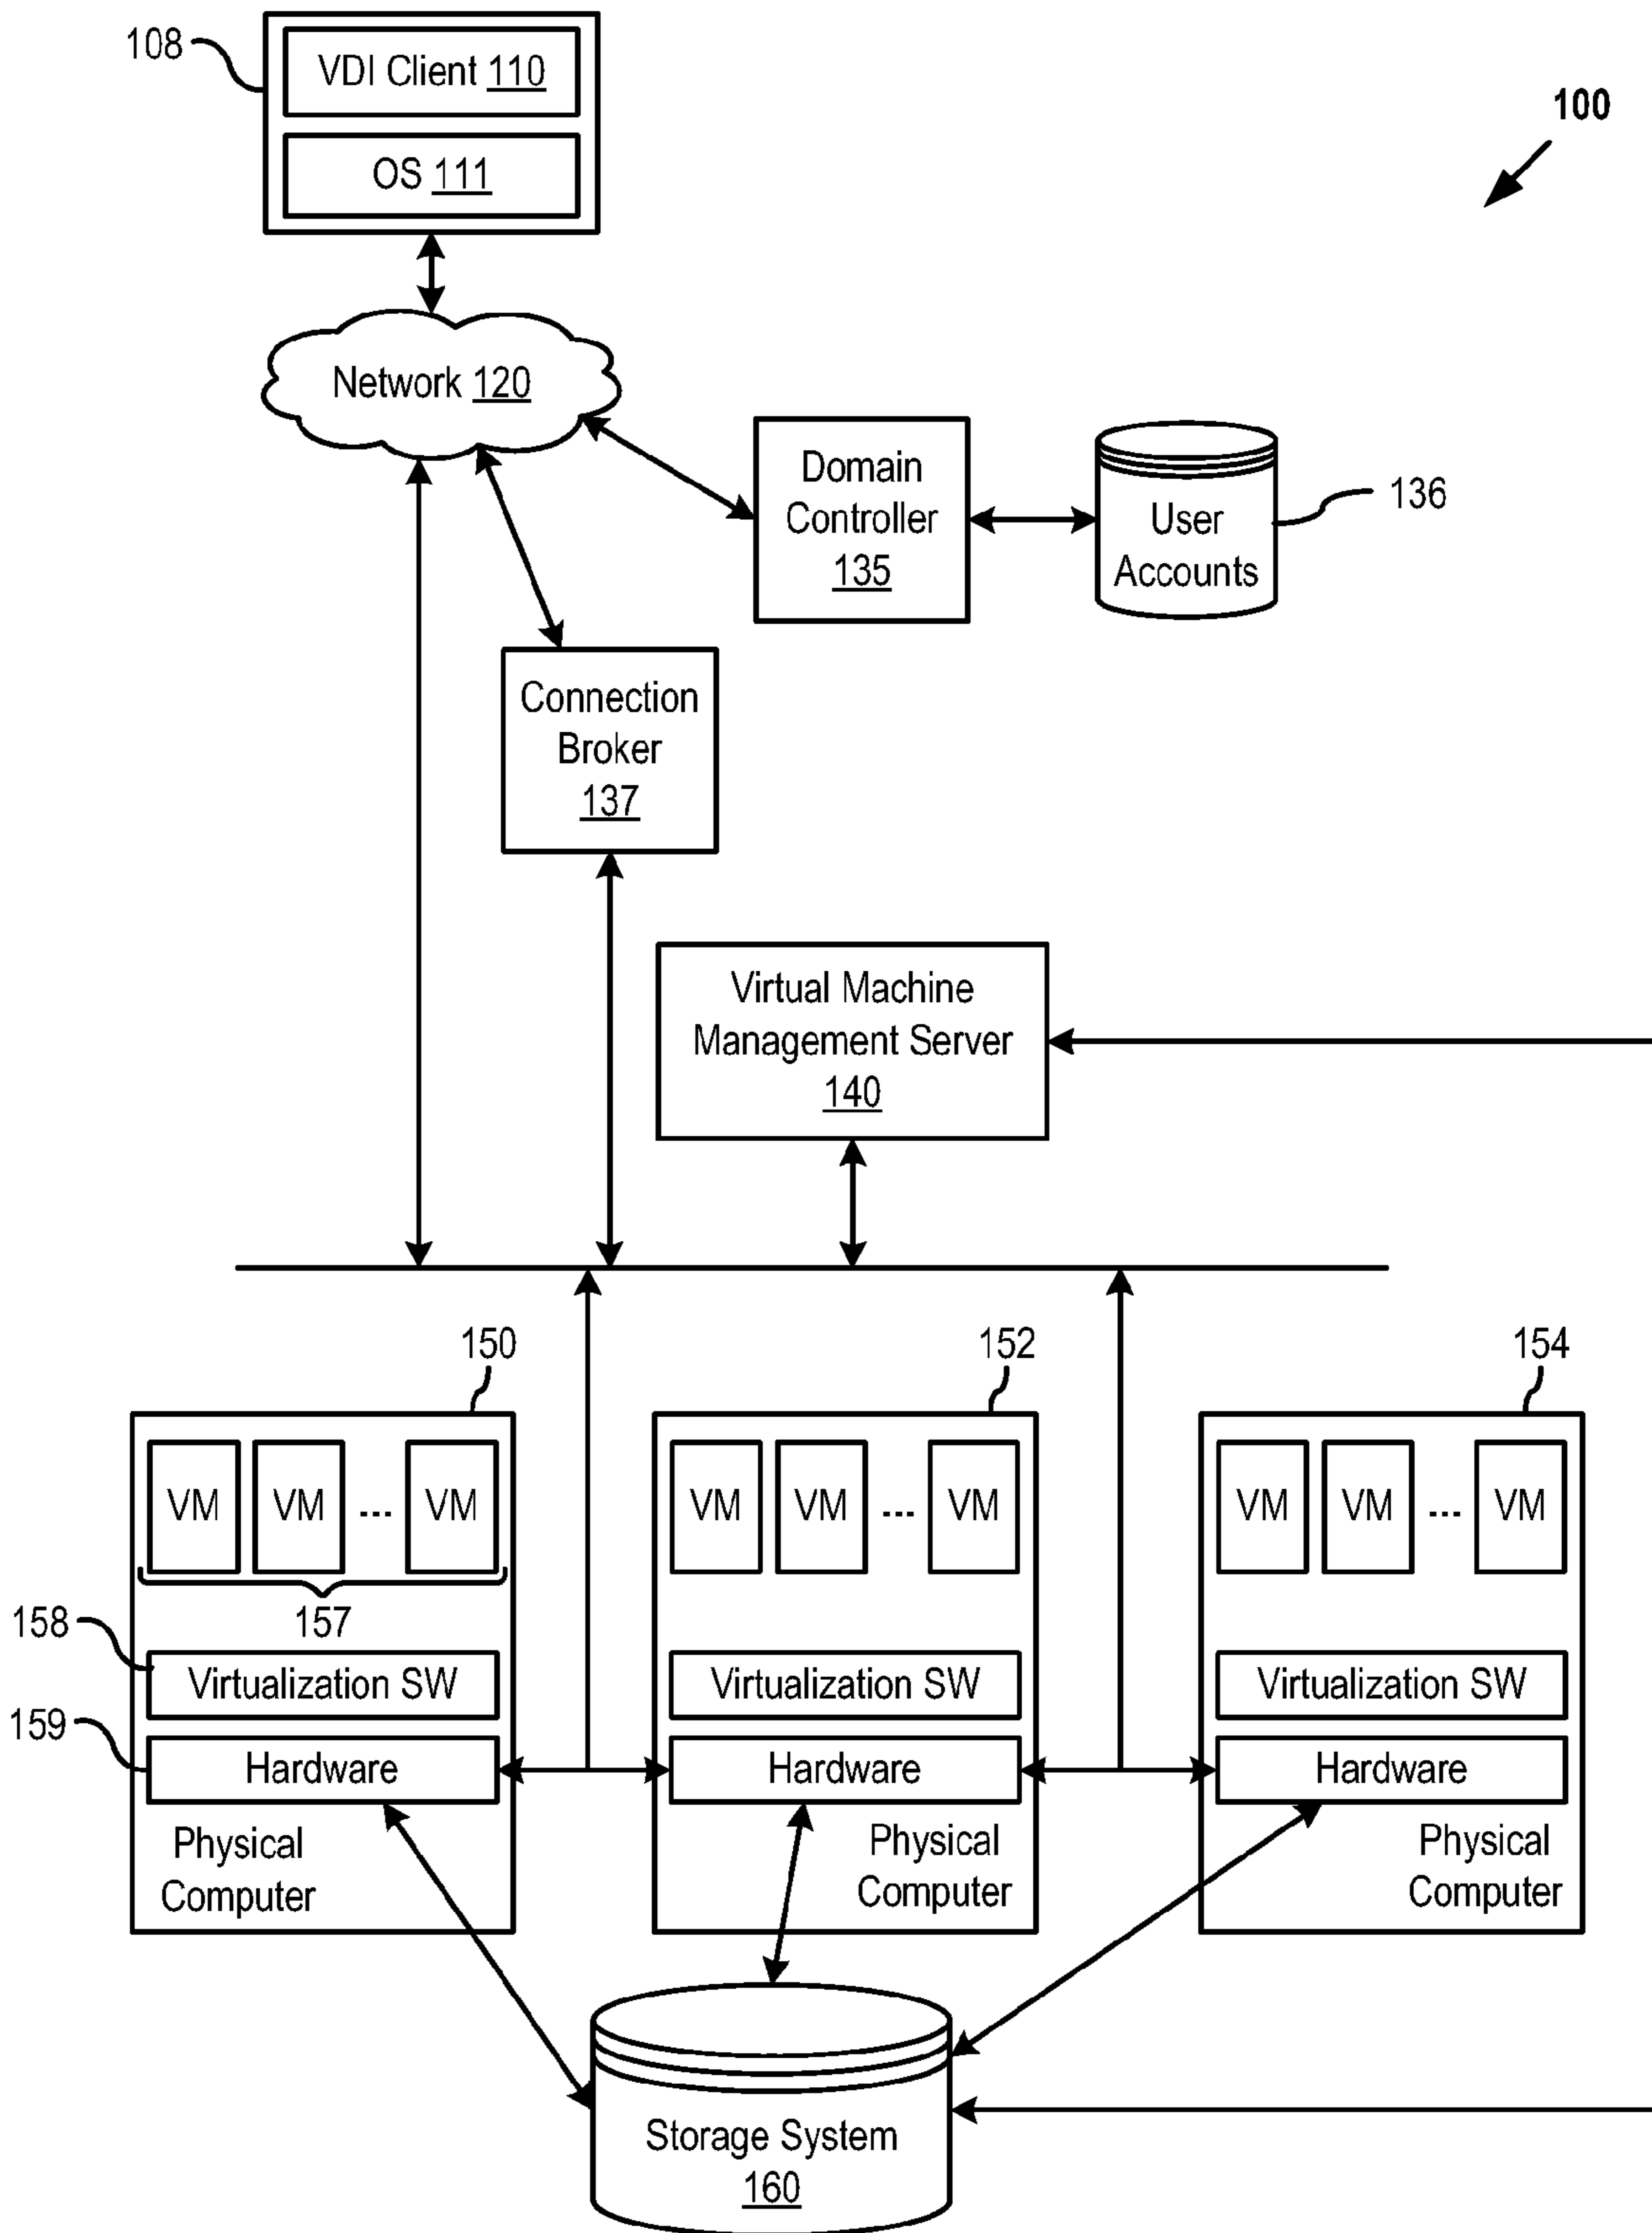 108
VDI Client 110
OS 111
100
Network 120
Domain
Controller
135
User
Accounts
136
Connection
Broker
137
Virtual Machine
Management Server
140
150
152
154
VM VM ... VM
VM VM ... VM
VM VM ... VM
157
158
Virtualization SW
Virtualization SW
Virtualization SW
159
Hardware
Hardware
Hardware
Physical
Computer
Physical
Computer
Physical
Computer
Storage System
160